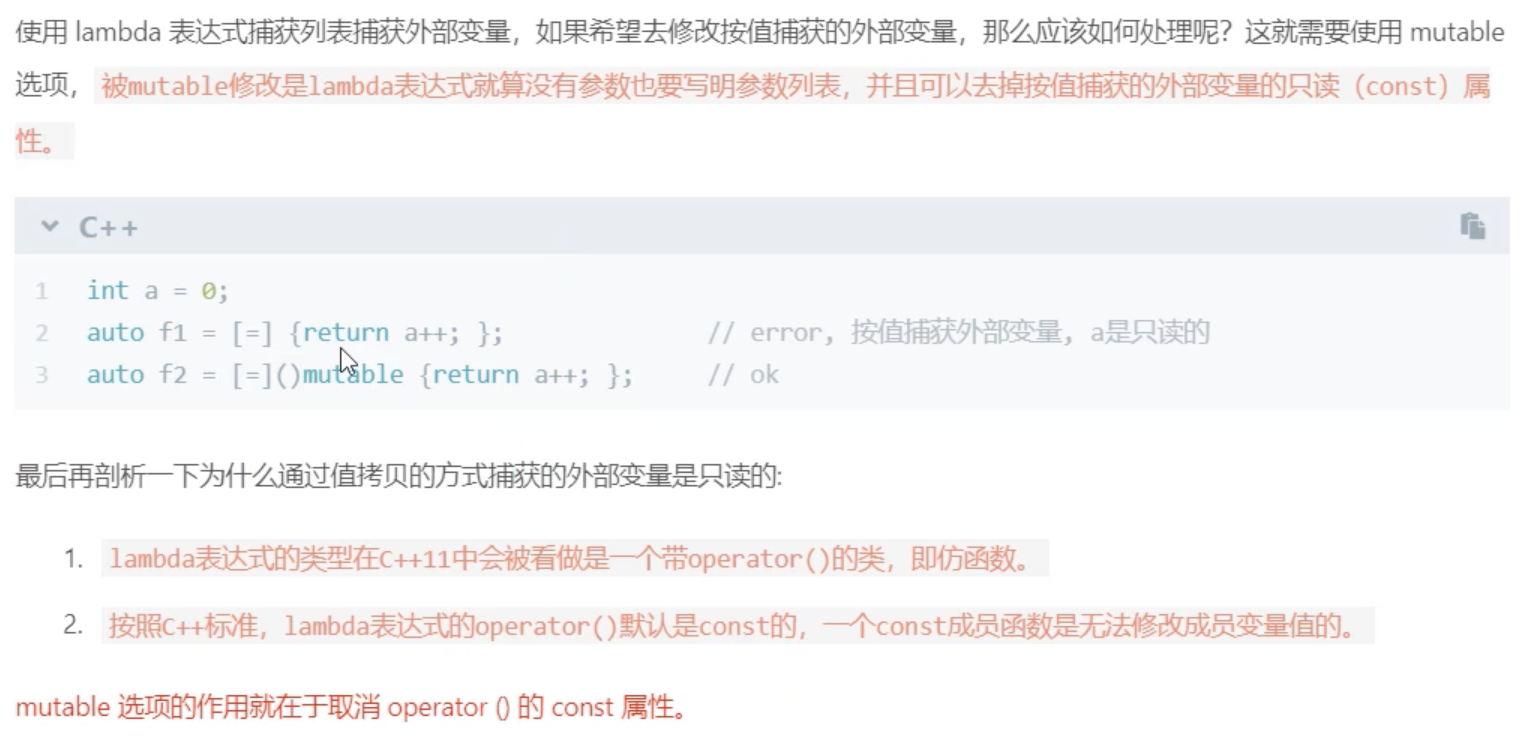 使用 lambda 表达式捕获列表捕获外部变量，如果希望去修改按值捕获的外部变量，那么应该如何处理呢？这就需要使用 mutable
选项，被mutable修改是lambda表达式就算没有参数也要写明参数列表，并且可以去掉按值捕获的外部变量的只读（const）属
性。
C++
1 int a = 0;
2 auto f1 = [=] {return a++; }; // error, 按值捕获外部变量, a是只读的
3 auto f2 = [=]()mutable {return a++; }; // ok
最后再剖析一下为什么通过值拷贝的方式捕获的外部变量是只读的:
1. lambda表达式的类型在C++11中会被看做是一个带operator()的类，即仿函数。
2. 按照C++标准，lambda表达式的operator()默认是const的，一个const成员函数是无法修改成员变量值的。
mutable 选项的作用就在于取消 operator () 的 const 属性。